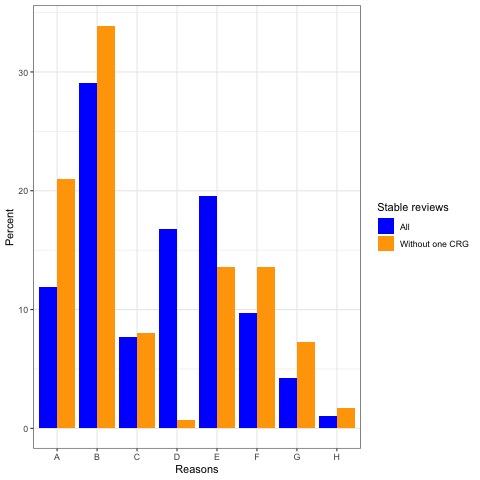 30
20
10
0
Percent
A B C D E F G H
Reasons
Stable reviews
All
Without one CRG